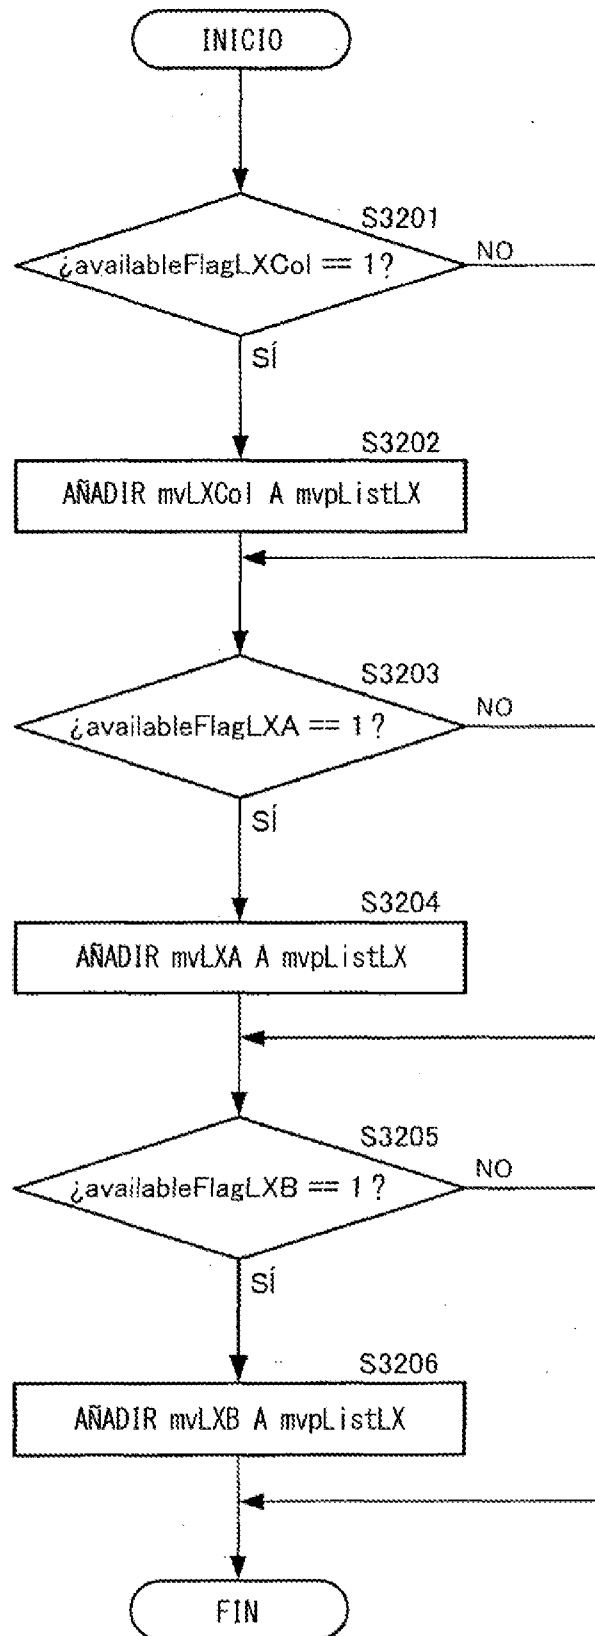 INICIO
S3201
¿availableFlagLXCol == 1?
NO
SÍ
S3202
AÑADIR mvLXCol A mvpListLX
S3203
¿availableFlagLXA == 1?
NO
SÍ
S3204
AÑADIR mvLXA A mvpListLX
S3205
¿availableFlagLXB == 1?
NO
SÍ
S3206
AÑADIR mvLXB A mvpListLX
FIN